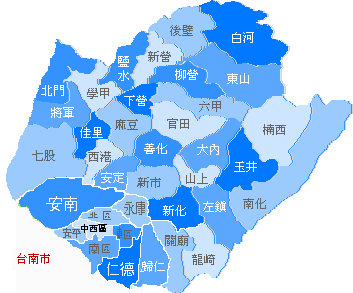 後壁
白河
鹽水
新營
柳營
東山
北門
學甲
下營
六甲
將軍
佳里
麻豆
官田
楠西
七股
西港
善化
大內
玉井
安定
新市
山上
安南
永康
新化
左鎮
南化
北區
安平
中西區
東區
關廟
台南市
南區
仁德
歸仁
龍崎